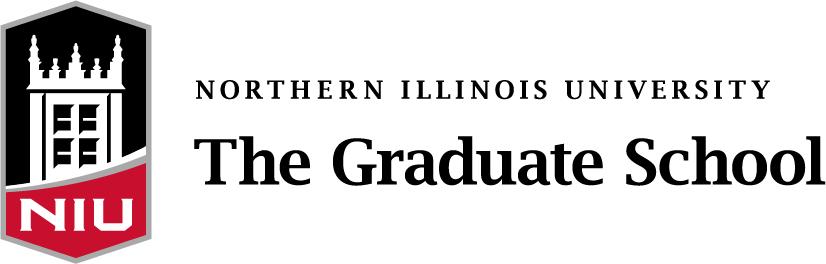 NORTHERN ILLINOIS UNIVERSITY
The Graduate School
NIU